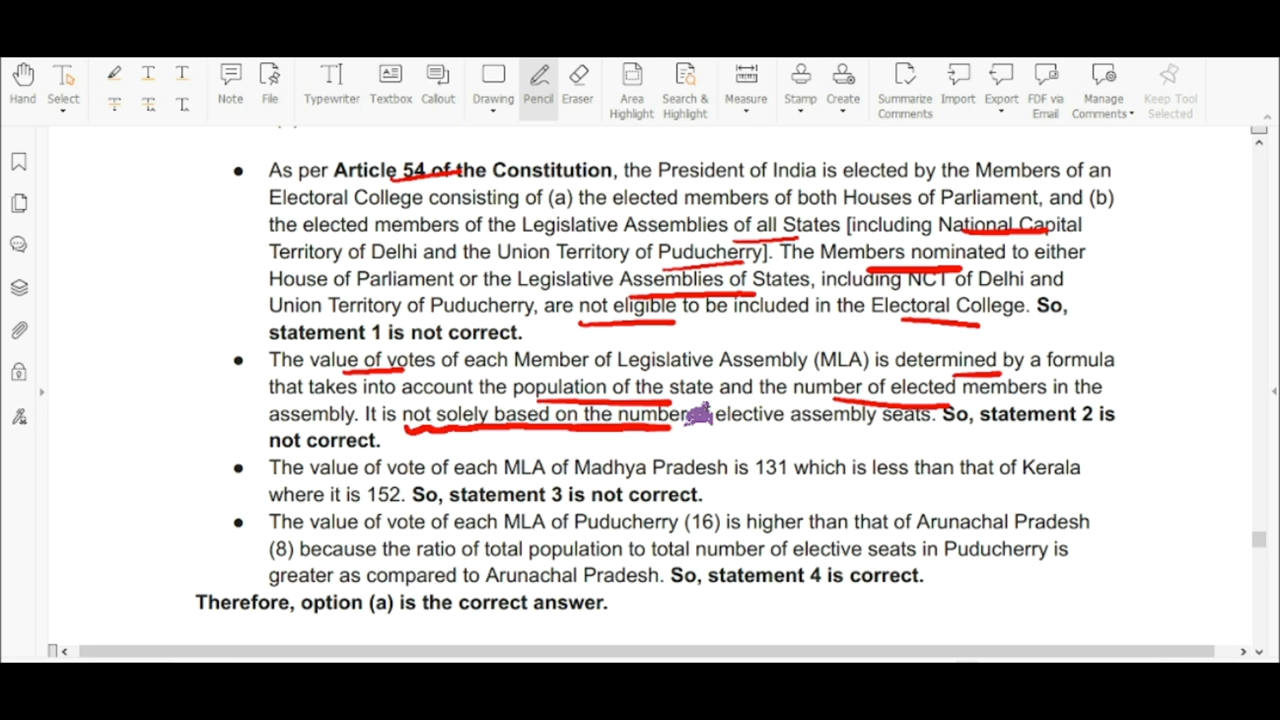 Hand
Select
Note
File
Typewriter
Textbox
Callout
Drawing
Pencil
Eraser
Area
Highlight
Search &
Highlight
Measure
Stamp
Create
Summarize
Comments
Import
Export
FDF via
Email
Manage
Comments
Keep Tool
Selected
● As per Article 54 of the Constitution, the President of India is elected by the Members of an
Electoral College consisting of (a) the elected members of both Houses of Parliament, and (b)
the elected members of the Legislative Assemblies of all States [including National Capital
Territory of Delhi and the Union Territory of Puducherry]. The Members nominated to either
House of Parliament or the Legislative Assemblies of States, including NCT of Delhi and
Union Territory of Puducherry, are not eligible to be included in the Electoral College. So,
statement 1 is not correct.
● The value of votes of each Member of Legislative Assembly (MLA) is determined by a formula
that takes into account the population of the state and the number of elected members in the
assembly. It is not solely based on the number elective assembly seats. So, statement 2 is
not correct.
● The value of vote of each MLA of Madhya Pradesh is 131 which is less than that of Kerala
where it is 152. So, statement 3 is not correct.
● The value of vote of each MLA of Puducherry (16) is higher than that of Arunachal Pradesh
(8) because the ratio of total population to total number of elective seats in Puducherry is
greater as compared to Arunachal Pradesh. So, statement 4 is correct.
Therefore, option (a) is the correct answer.